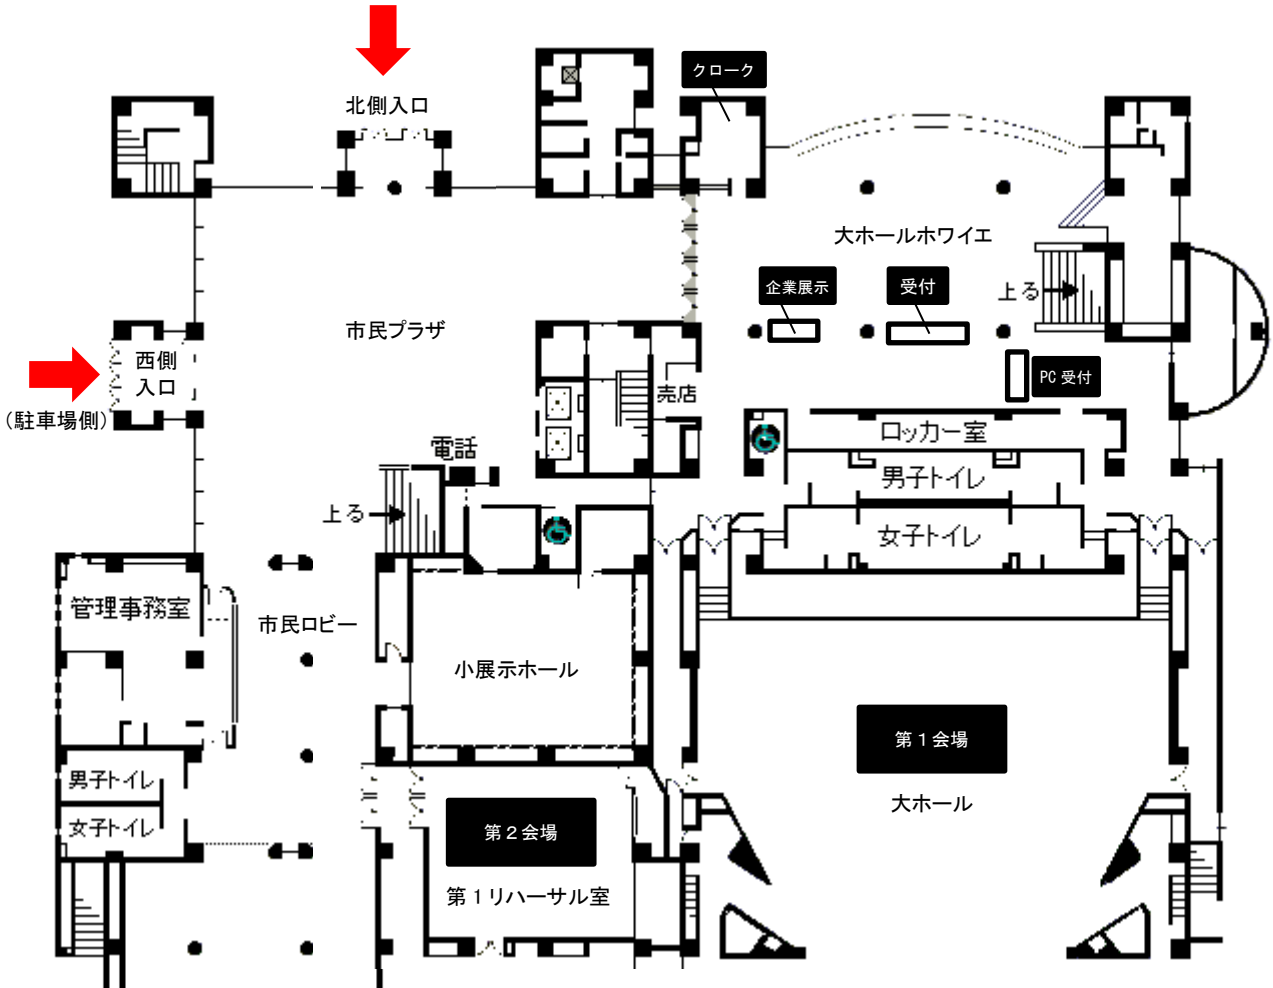 クローク
北側入口
大ホールホワイエ
企業展示
受付
上る
市民プラザ
西側
入口
(駐車場側)
売店
PC 受付
ロッカー室
電話
男子トイレ
上る
女子トイレ
管理事務室
市民ロビー
小展示ホール
第1会場
男子トイレ
大ホール
女子トイレ
第2会場
第1リハーサル室